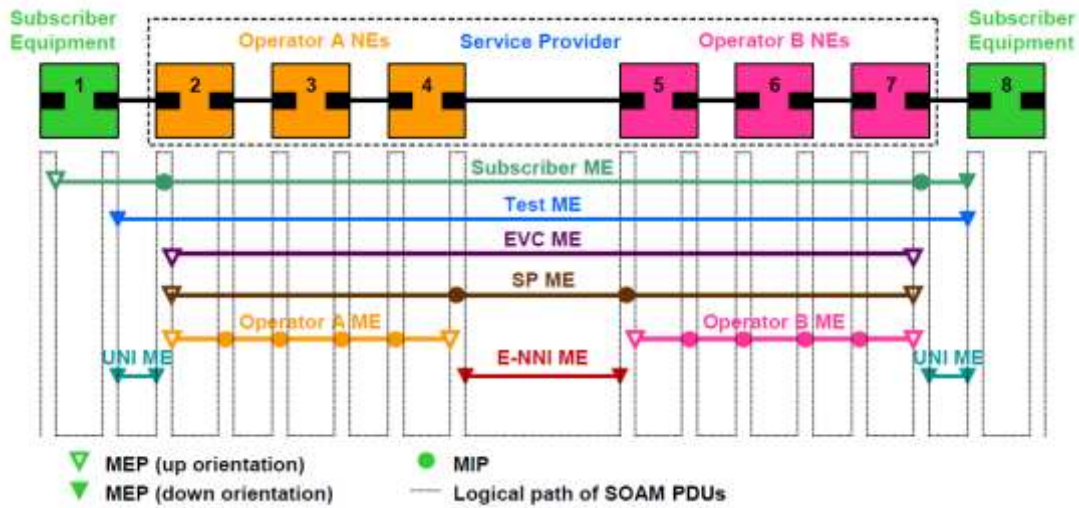 Subscriber Equipment
Operator A NEs
Service Provider
Operator B NEs
Subscriber Equipment
1
2
3
4
5
6
7
8
Subscriber ME
Test ME
EVC ME
SP ME
Operator A ME
Operator B ME
UNI ME
E-NNI ME
UNI ME
MEP (up orientation)
MIP
MEP (down orientation)
Logical path of SOAM PDUs